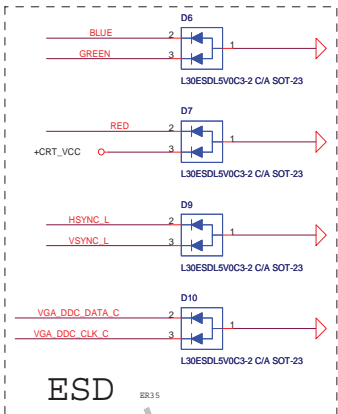 D6
BLUE 2
1
GREEN 3
L30ESDL5V0C3-2 C/A SOT-23
D7
RED 2
1
+CRT_VCC 3
L30ESDL5V0C3-2 C/A SOT-23
D9
HSYNC_L 2
1
VSYNC_L 3
L30ESDL5V0C3-2 C/A SOT-23
D10
VGA_DDC_DATA_C 2
1
VGA_DDC_CLK_C 3
L30ESDL5V0C3-2 C/A SOT-23
ESD ER35